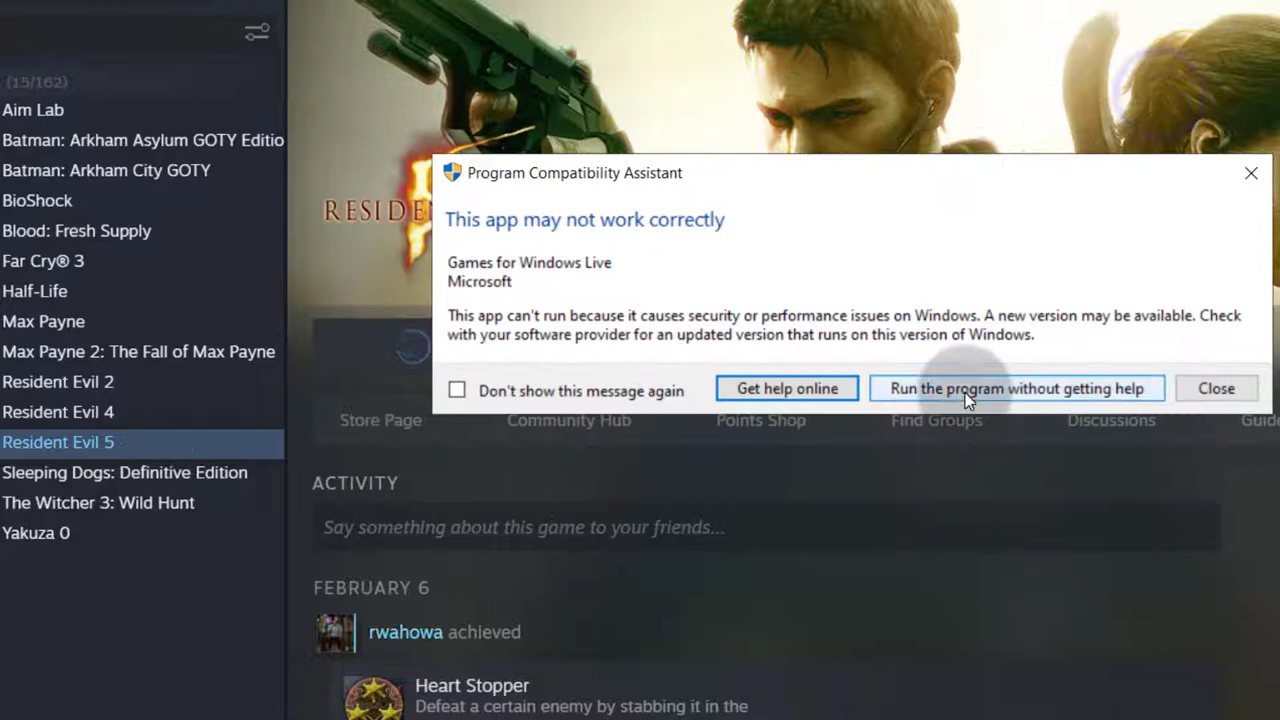 (15/162)
Aim Lab
Batman: Arkham Asylum GOTY Editio
Batman: Arkham City GOTY
BioShock
Blood: Fresh Supply
Far Cry® 3
Half-Life
Max Payne
Max Payne 2: The Fall of Max Payne
Resident Evil 2
Resident Evil 4
Resident Evil 5
Sleeping Dogs: Definitive Edition
The Witcher 3: Wild Hunt
Yakuza 0
RESIDE
Program Compatibility Assistant
This app may not work correctly
Games for Windows Live
Microsoft
This app can't run because it causes security or performance issues on Windows. A new version may be available. Check
with your software provider for an updated version that runs on this version of Windows.
Don't show this message again
Get help online
Run the program without getting help
Close
Store Page
Community Hub
Points Shop
Find Groups
Discussions
Guide
ACTIVITY
Say something about this game to your friends...
FEBRUARY 6
rwahowa achieved
Heart Stopper
Defeat a certain enemy by stabbing it in the